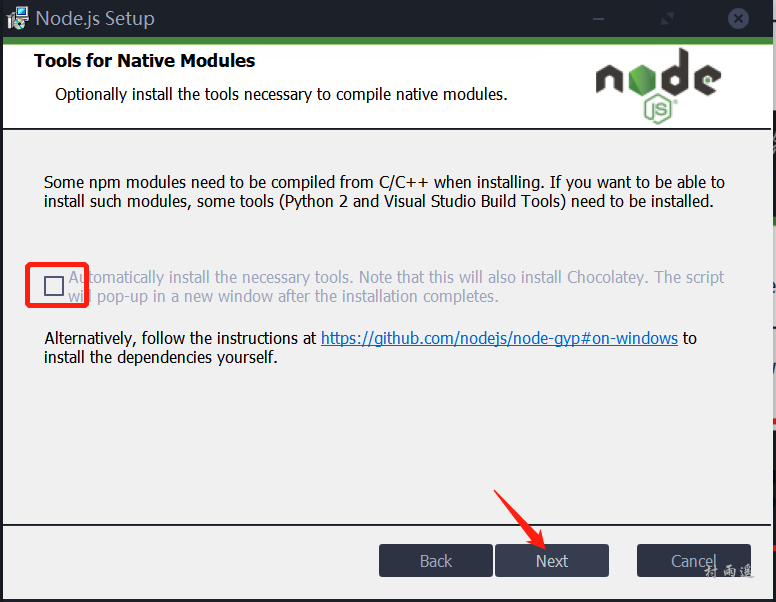 Node.js Setup
Tools for Native Modules
Optionally install the tools necessary to compile native modules.
node
JS
Some npm modules need to be compiled from C/C++ when installing. If you want to be able to
install such modules, some tools (Python 2 and Visual Studio Build Tools) need to be installed.
Automatically install the necessary tools. Note that this will also install Chocolatey. The script
will pop-up in a new window after the installation completes.
Alternatively, follow the instructions at https://github.com/nodejs/node-gyp#on-windows to
install the dependencies yourself.
Back
Next
Cancel
村雨遥